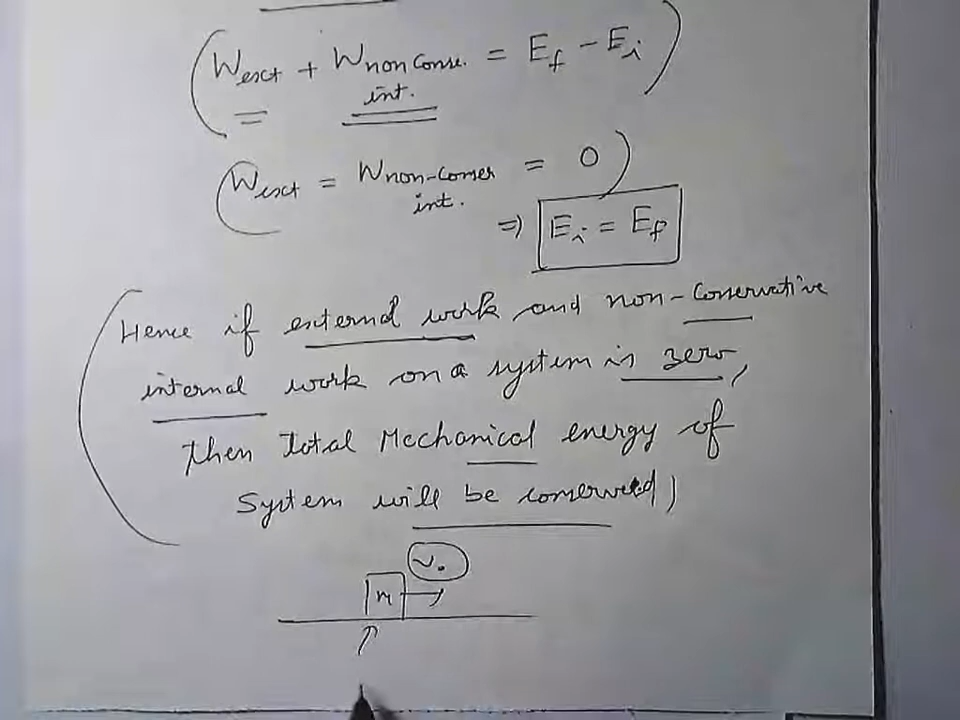 (Wext + Wnon Conse. = Ef - Ei)
int.
(Wext = Wnon-conser = 0)
int.
=) Ei = Ef
(Hence if external work and non-conservative
internal work on a system is zero,
then total Mechanical energy of
System will be conserved)
v₀
m